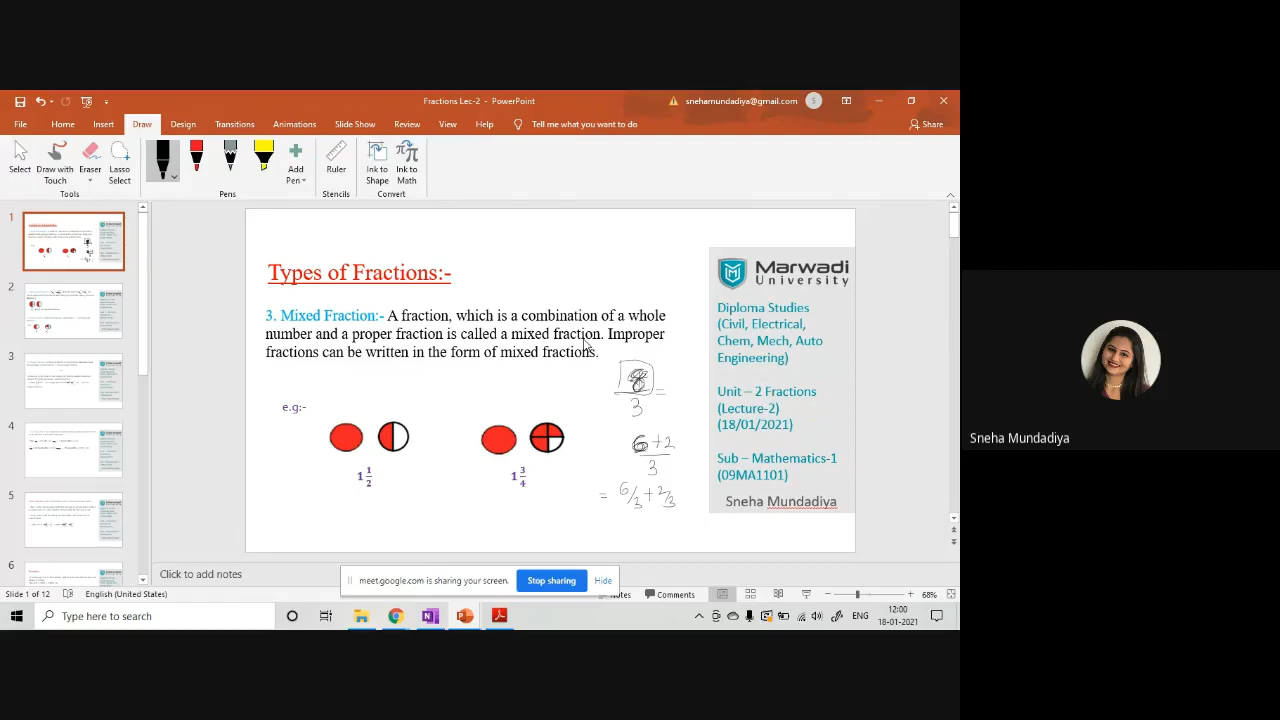 Fractions Lec-2 - PowerPoint
snehamundadiya@gmail.com
S
File Home Insert Draw Design Transitions Animations Slide Show Review View Help Tell me what you want to do
Share
Select
Draw with Touch
Eraser
Lasso Select
Add Pen
Ruler
Ink to Shape
Ink to Math
Tools
Pens
Stencils
Convert
1
2
3
4
5
6
Types of Fractions:-
3. Mixed Fraction:- A fraction, which is a combination of a whole
number and a proper fraction is called a mixed fraction. Improper
fractions can be written in the form of mixed fractions.
e.g:-
1 1/2
1 3/4
8
3 =
6+2
3
= 6/3 + 2/3
Marwadi
University
Diploma Studies
(Civil, Electrical,
Chem, Mech, Auto
Engineering)
Unit – 2 Fractions
(Lecture-2)
(18/01/2021)
Sub – Mathematics-1
(09MA1101)
Sneha Mundhiya
Sneha Mundadiya
Click to add notes
meet.google.com is sharing your screen.
Stop sharing
Hide
Slide 1 of 12
English (United States)
Notes
Comments
68%
Type here to search
ENG
12:00
18-01-2021